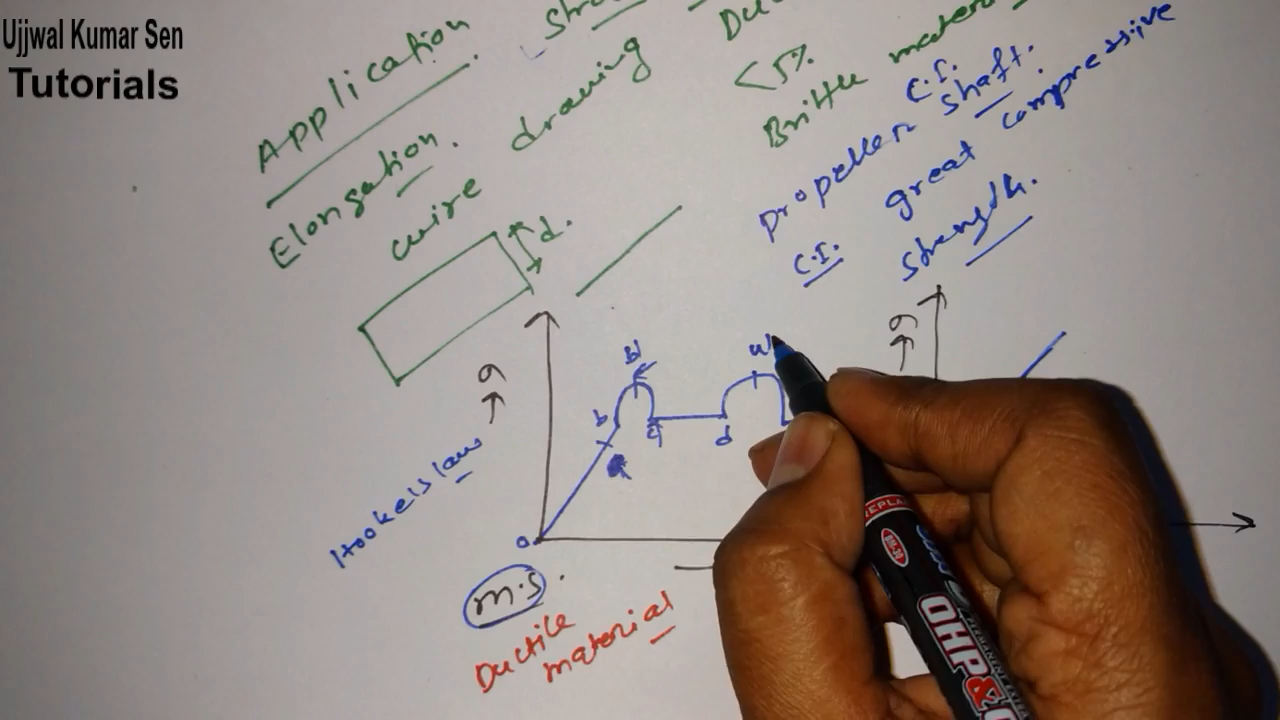 Ujjwal Kumar Sen
Tutorials
Application
Elongation.
wire drawing
d.
<5%
Brittle
C.I.
propeller shaft.
C.I. great compressive
strength.
σ
σ
b
d
Hooke's law
o
m.s.
Ductile
material
OHP&